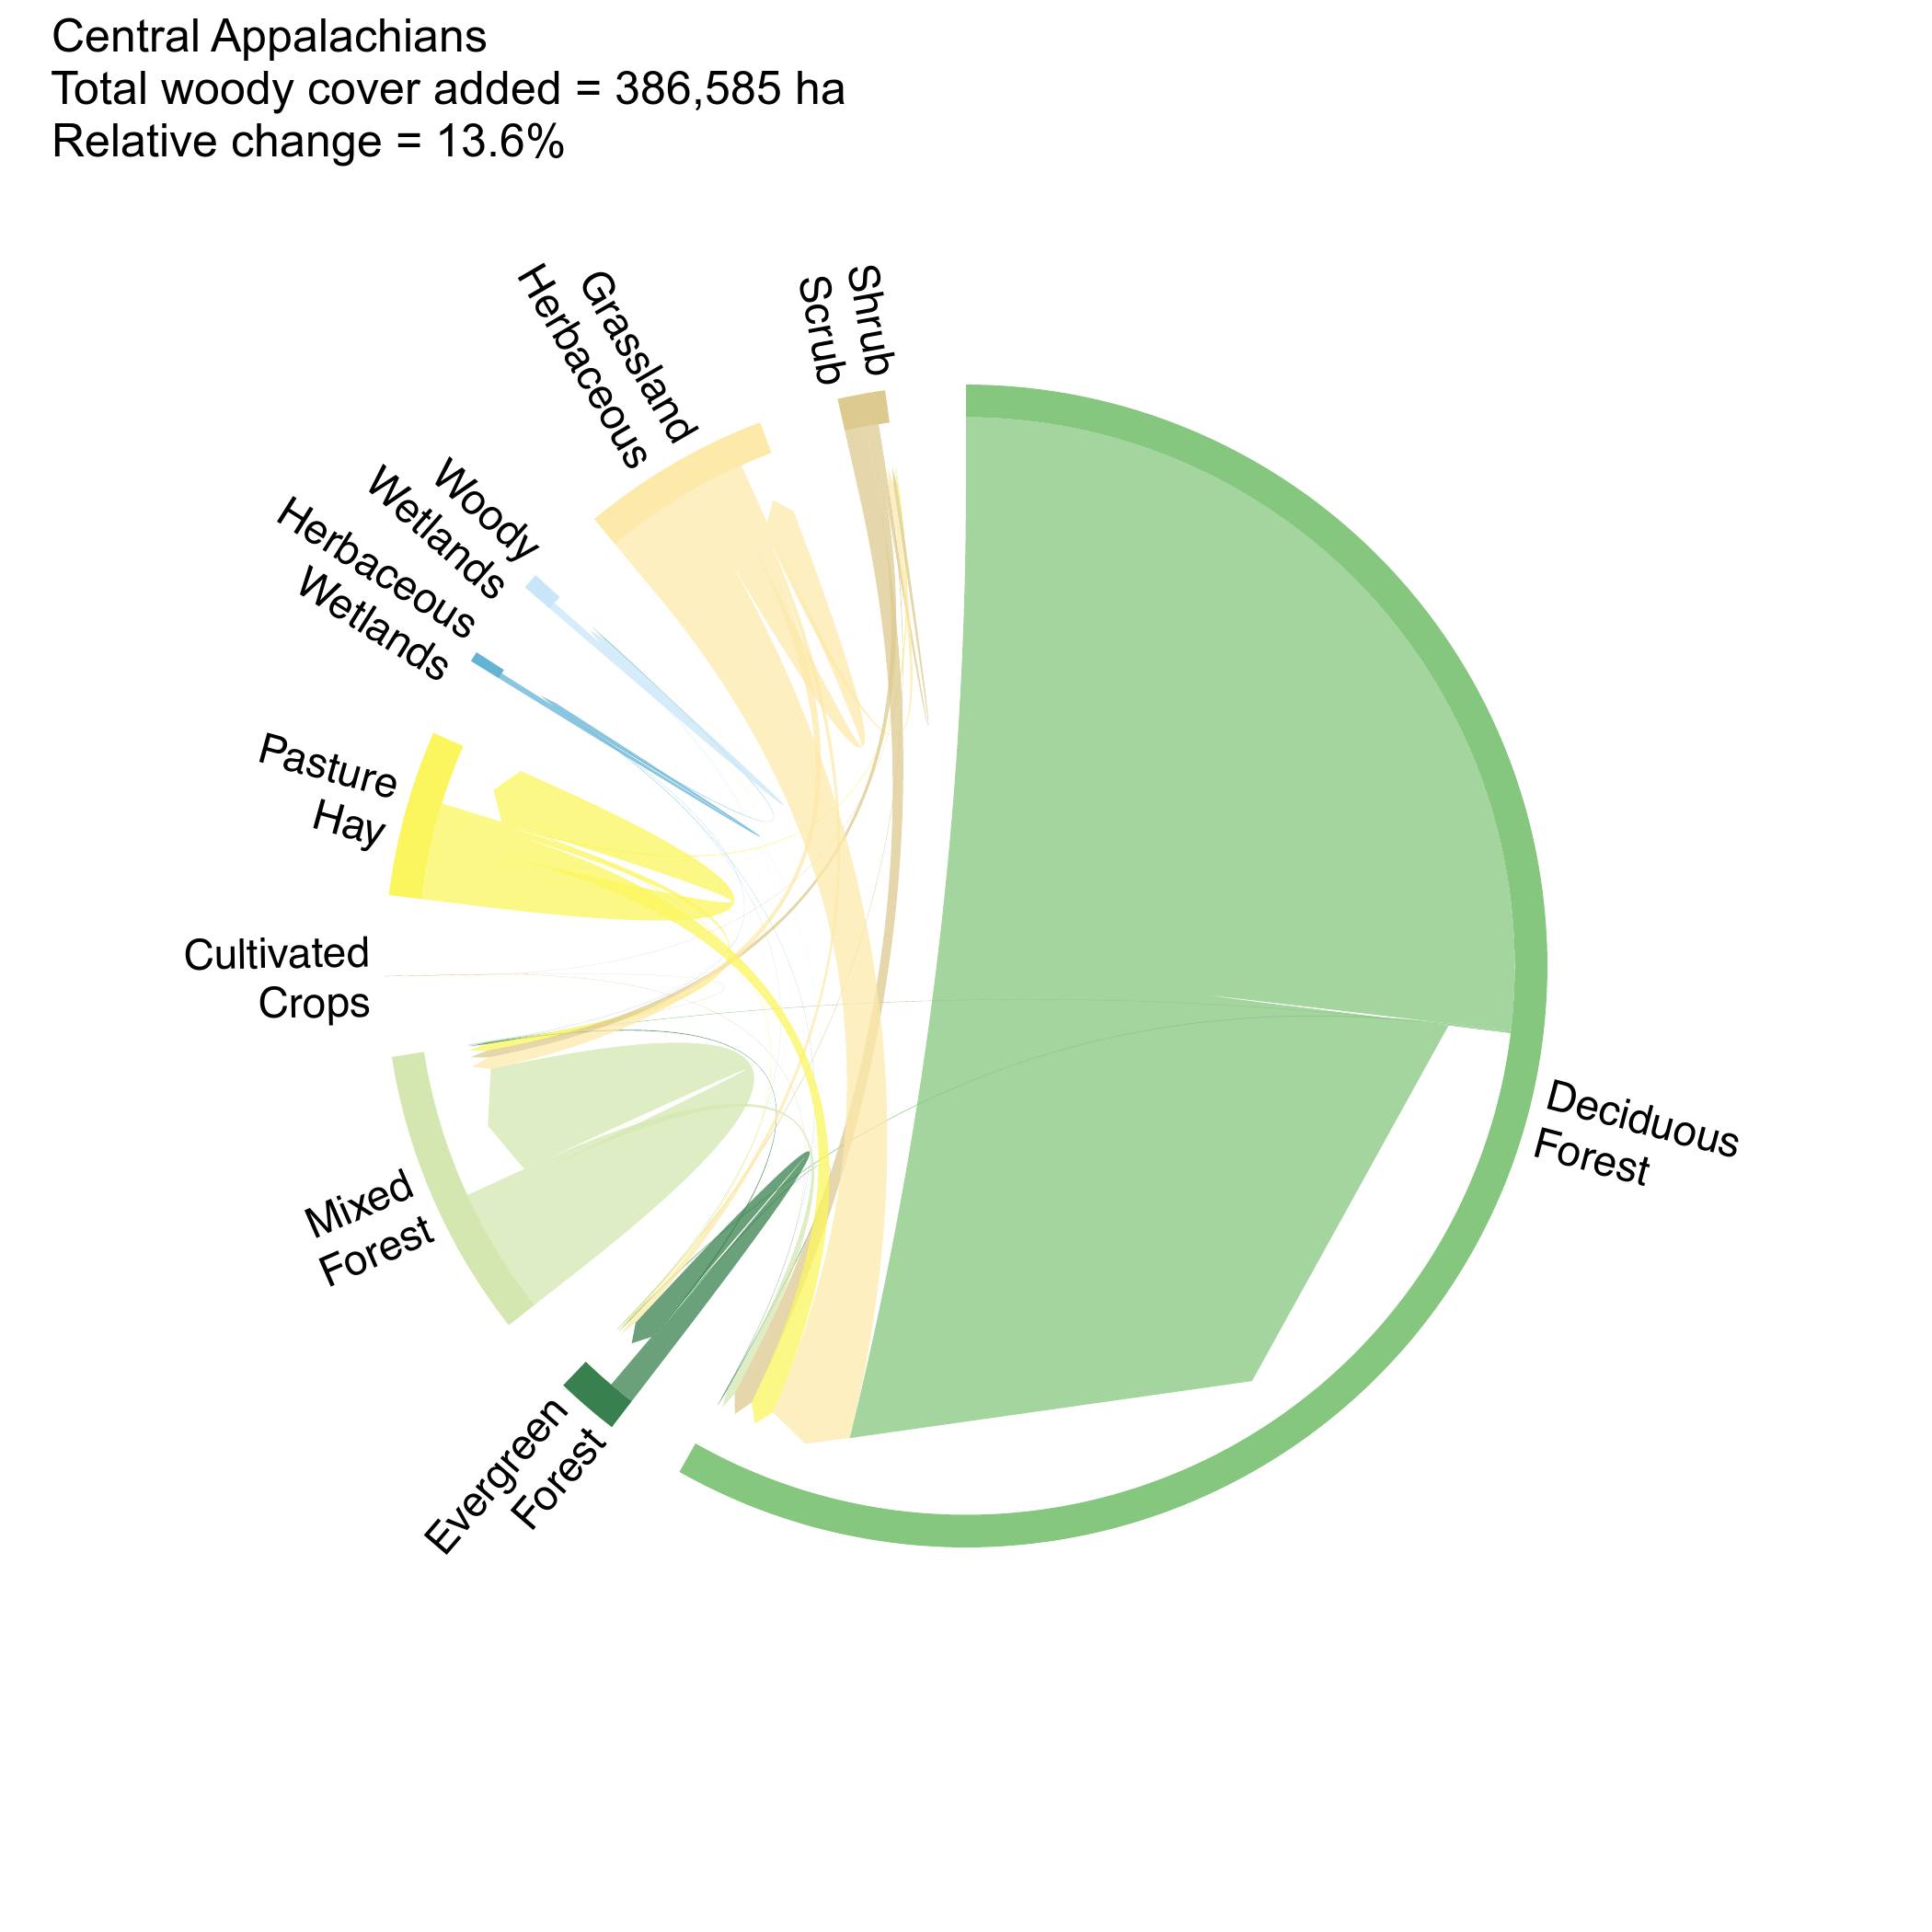 Central Appalachians
Total woody cover added = 386,585 ha
Relative change = 13.6%
Shrub
Scrub
Grassland
Herbaceous
Woody
Wetlands
Herbaceous
Wetlands
Pasture
Hay
Cultivated
Crops
Mixed
Forest
Evergreen
Forest
Deciduous
Forest